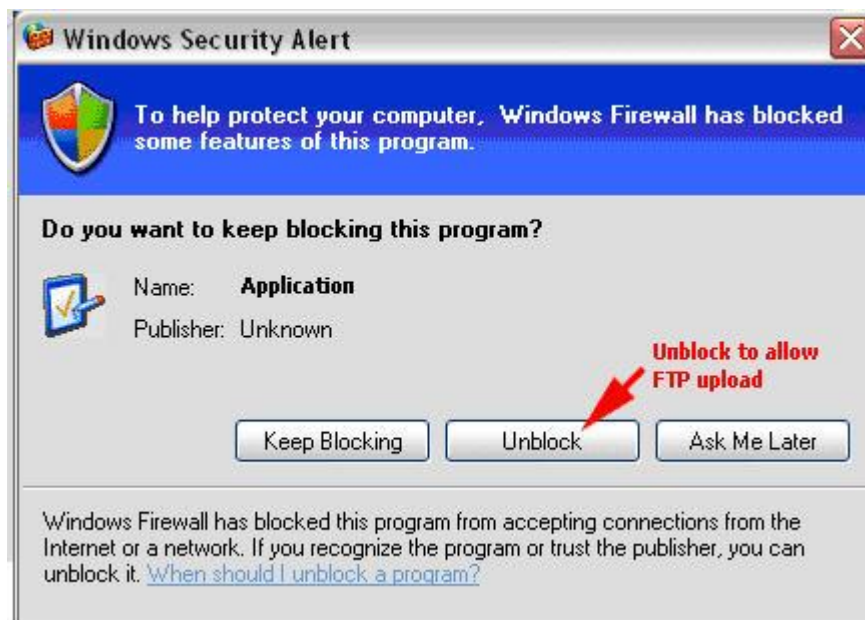 Windows Security Alert
To help protect your computer, Windows Firewall has blocked
some features of this program.
Do you want to keep blocking this program?
Name: Application
Publisher: Unknown
Unblock to allow
FTP upload
Keep Blocking Unblock Ask Me Later
Windows Firewall has blocked this program from accepting connections from the
Internet or a network. If you recognize the program or trust the publisher, you can
unblock it. When should I unblock a program?